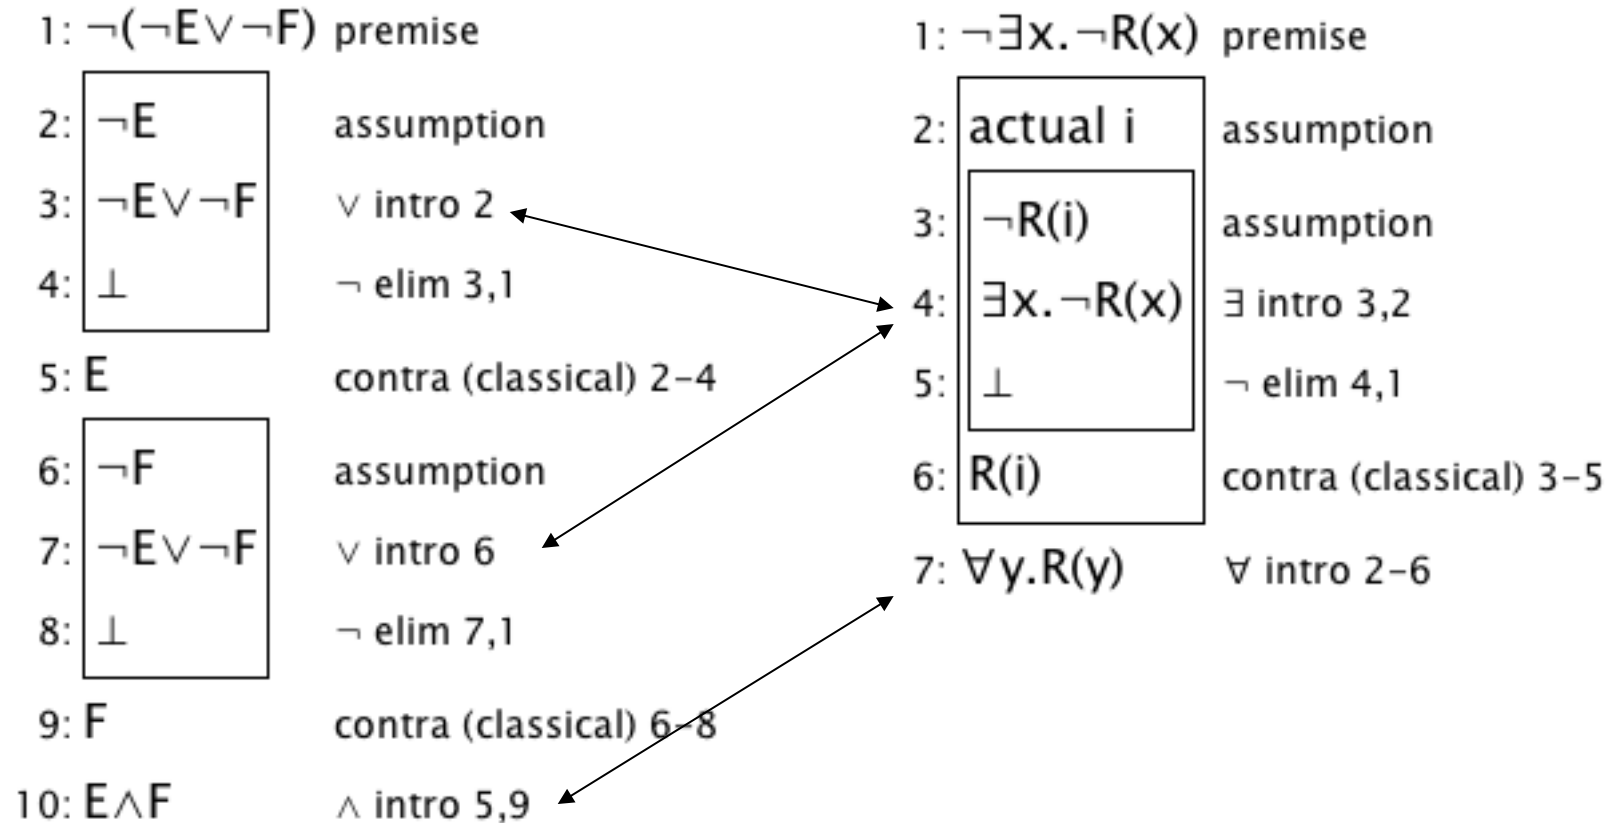 1: ¬(¬E∨¬F) premise
2: ¬E assumption
3: ¬E∨¬F ∨ intro 2
4: ⊥ ¬ elim 3,1
5: E contra (classical) 2–4
6: ¬F assumption
7: ¬E∨¬F ∨ intro 6
8: ⊥ ¬ elim 7,1
9: F contra (classical) 6–8
10: E∧F ∧ intro 5,9
1: ¬∃x.¬R(x) premise
2: actual i assumption
3: ¬R(i) assumption
4: ∃x.¬R(x) ∃ intro 3,2
5: ⊥ ¬ elim 4,1
6: R(i) contra (classical) 3–5
7: ∀y.R(y) ∀ intro 2–6